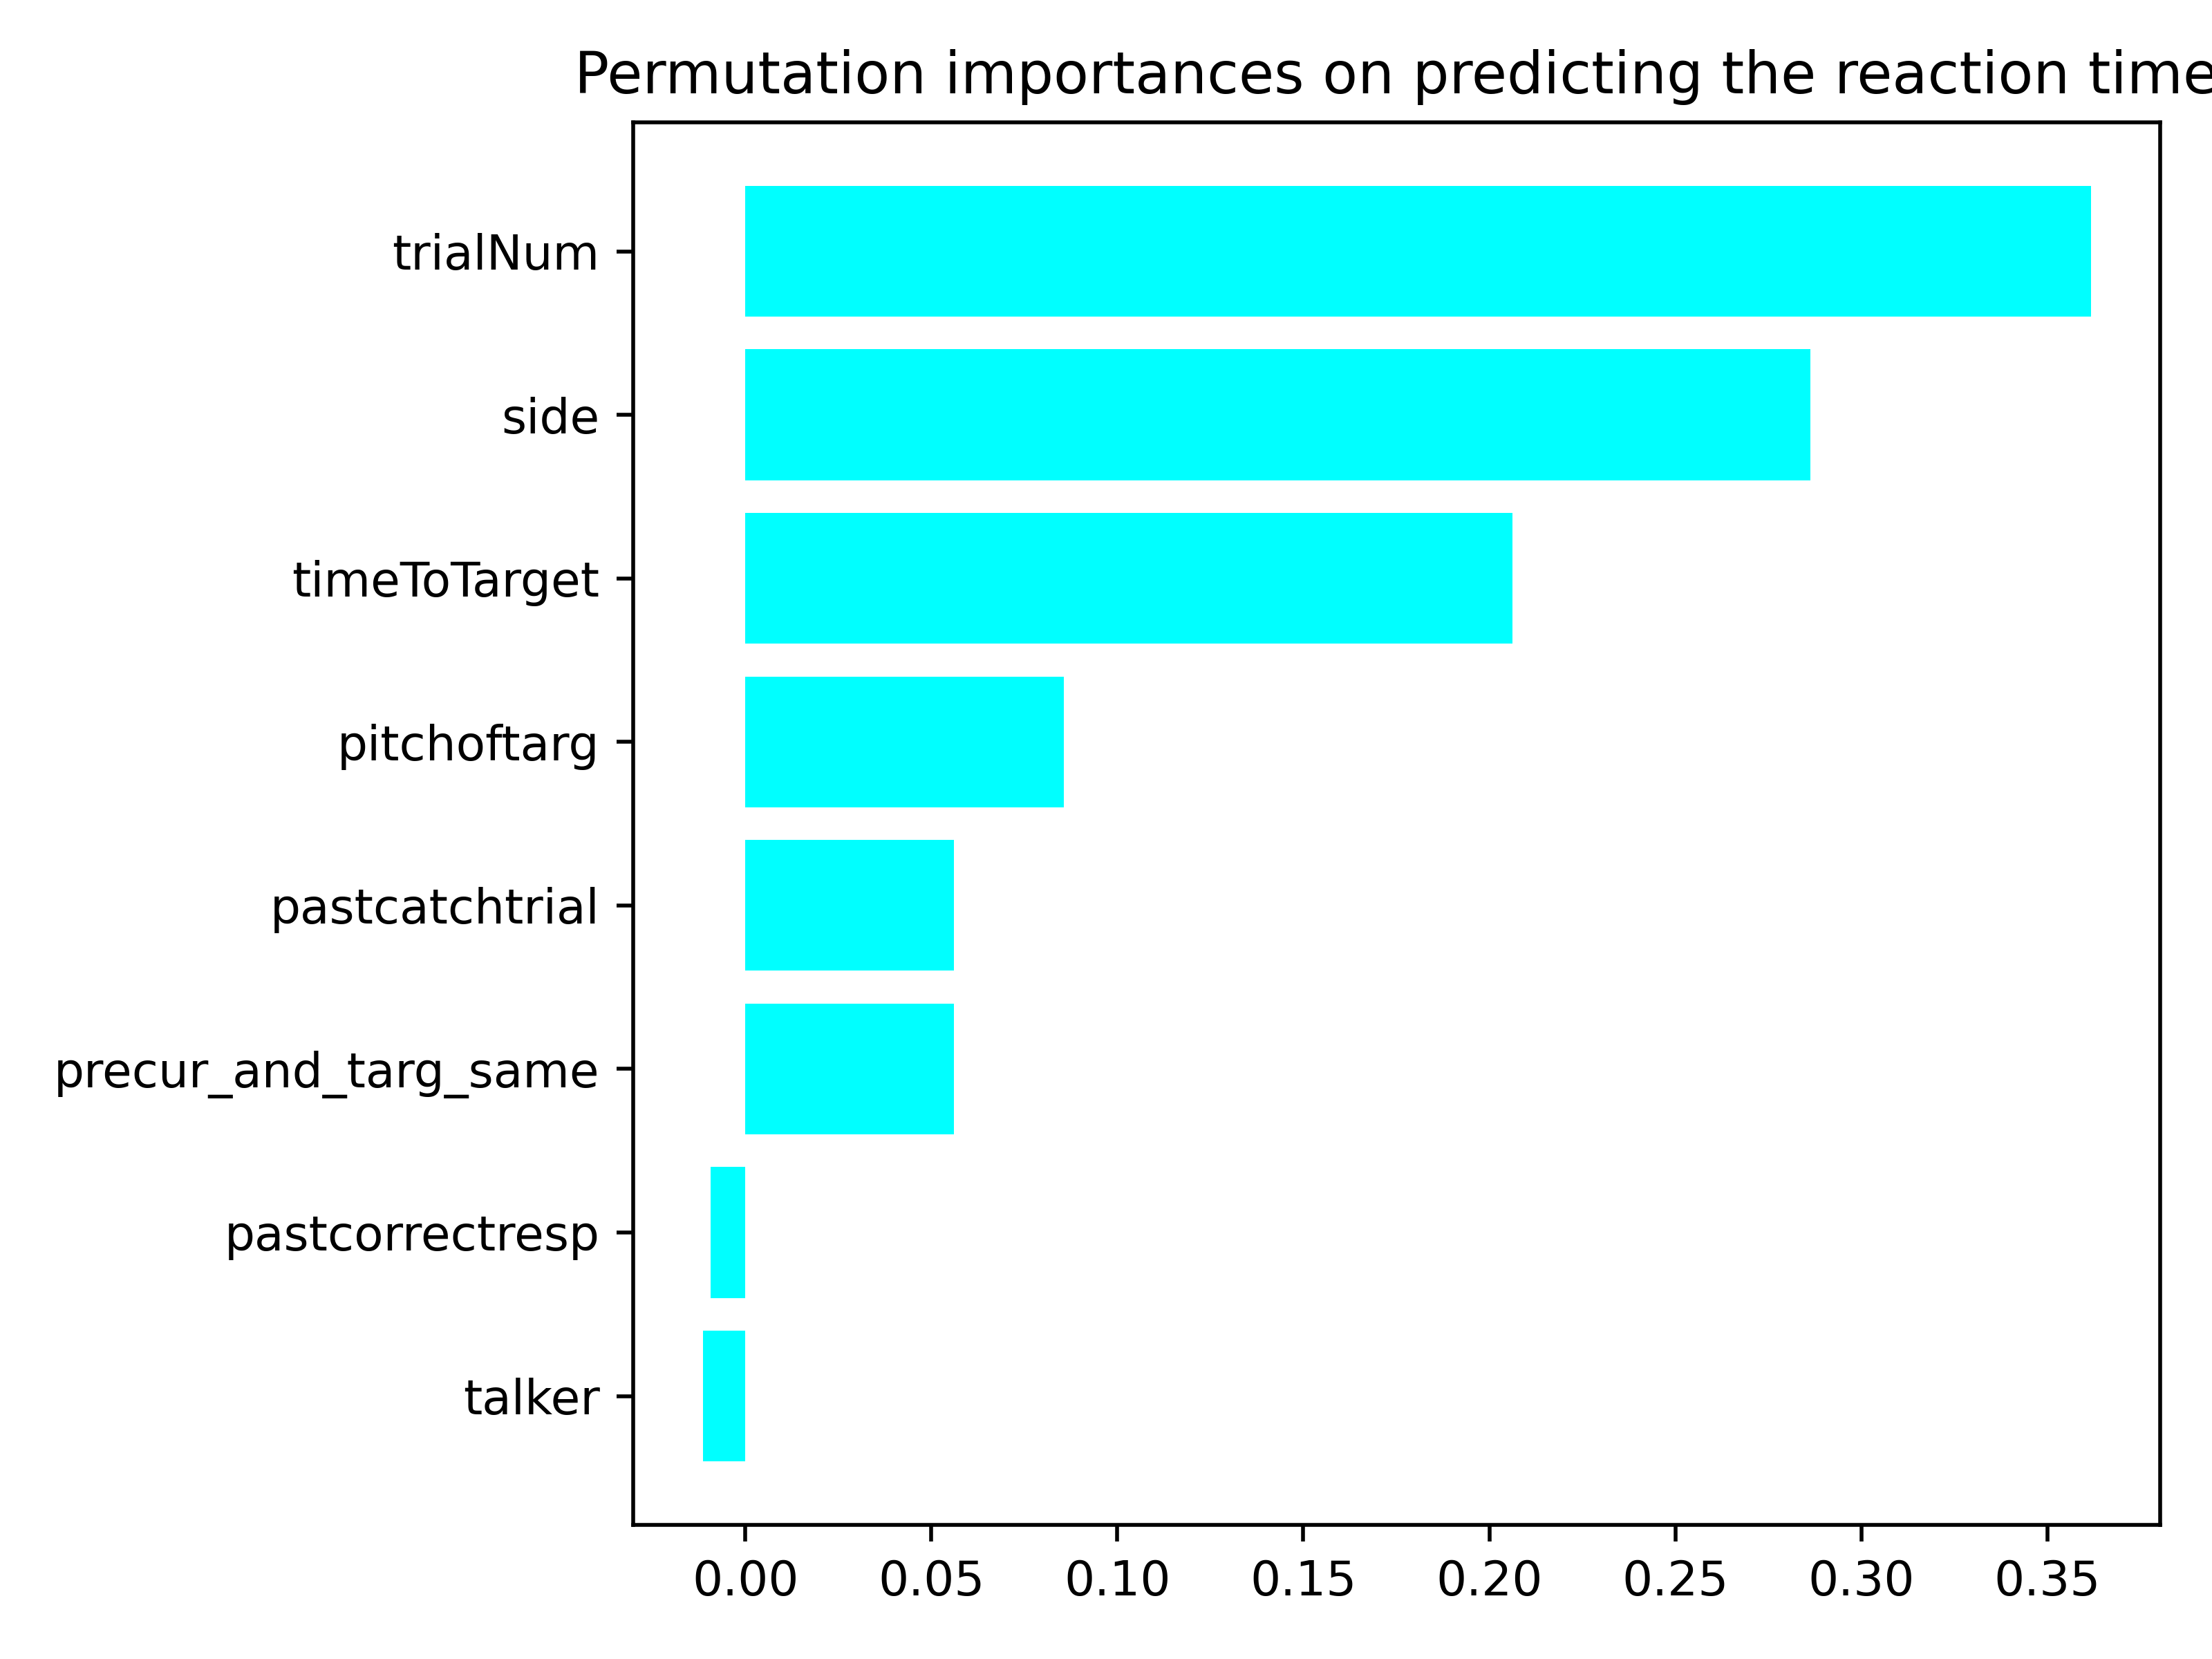 Permutation importances on predicting the reaction time
trialNum
side
timeToTarget
pitchoftarg
pastcatchtrial
precur_and_targ_same
pastcorrectresp
talker
0.00 0.05 0.10 0.15 0.20 0.25 0.30 0.35